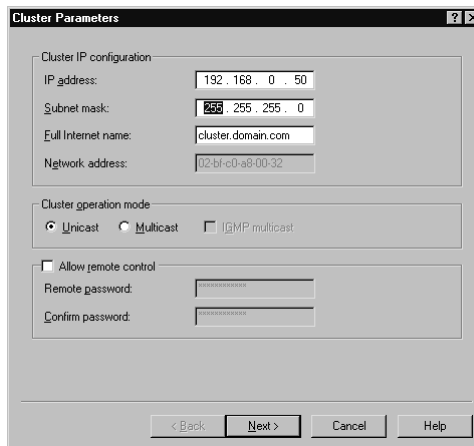 Cluster Parameters
Cluster IP configuration
IP address: 192 . 168 . 0 . 50
Subnet mask: 255 . 255 . 255 . 0
Full Internet name: cluster.domain.com
Network address: 02-bf-c0-a8-00-32
Cluster operation mode
Unicast Multicast IGMP multicast
Allow remote control
Remote password: ************
Confirm password: ************
< Back Next > Cancel Help